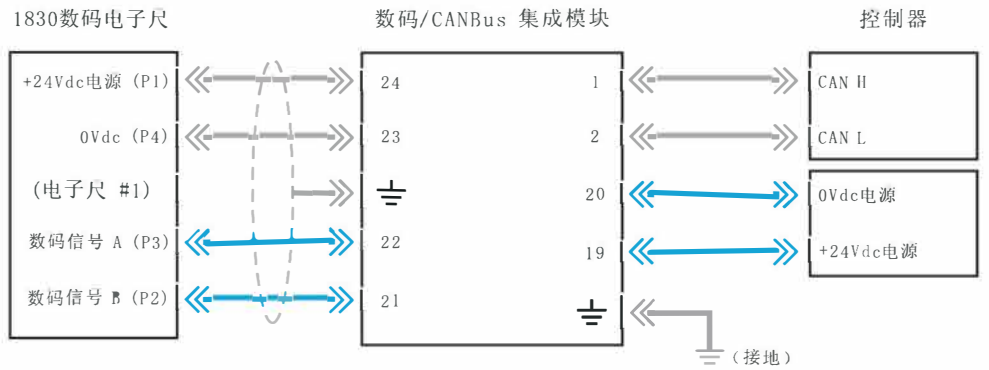 1830数码电子尺
数码/CANBus 集成模块
控制器
+24Vdc电源 (P1)
24
1
CAN H
0Vdc (P4)
23
2
CAN L
(电子尺 #1)
20
0Vdc电源
数码信号 A (P3)
22
19
+24Vdc电源
数码信号 B (P2)
21
(接地)